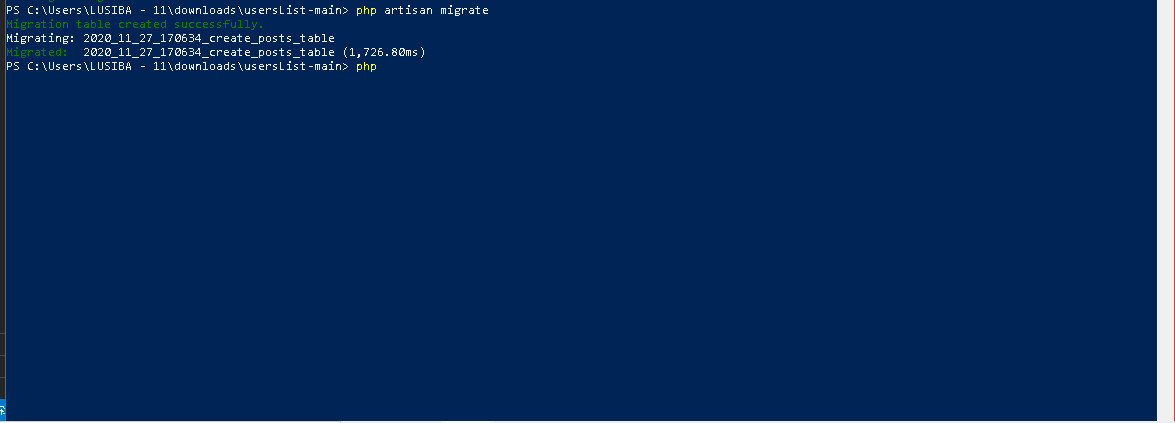 PS C:\Users\LUSIBA - 11\downloads\usersList-main> php artisan migrate
Migration table created successfully.
Migrating: 2020_11_27_170634_create_posts_table
Migrated:  2020_11_27_170634_create_posts_table (1,726.80ms)
PS C:\Users\LUSIBA - 11\downloads\usersList-main> php